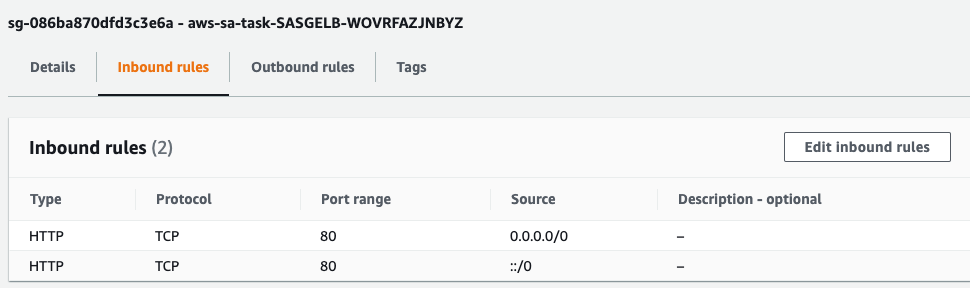 sg-086ba870dfd3c3e6a - aws-sa-task-SASGELB-WOVRFAZJNBYZ
Details Inbound rules Outbound rules Tags
Inbound rules (2) Edit inbound rules
Type Protocol Port range Source Description - optional
HTTP TCP 80 0.0.0.0/0 –
HTTP TCP 80 ::/0 –